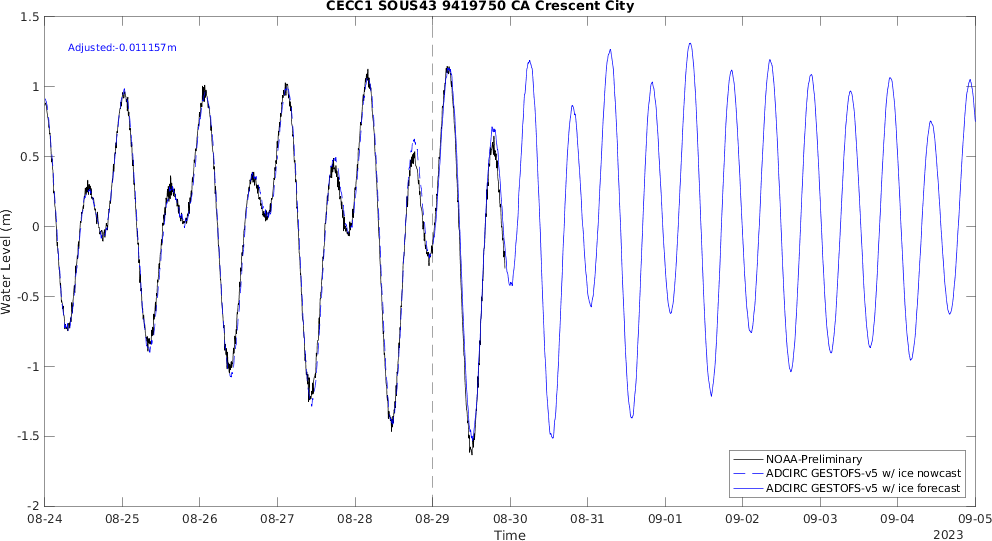 CECC1 SOUS43 9419750 CA Crescent City
Adjusted:-0.011157m
Water Level (m)
1.5
1
0.5
0
-0.5
-1
-1.5
-2
NOAA-Preliminary
ADCIRC GESTOFS-v5 w/ ice nowcast
ADCIRC GESTOFS-v5 w/ ice forecast
08-24 08-25 08-26 08-27 08-28 08-29 08-30 08-31 09-01 09-02 09-03 09-04 09-05
Time
2023